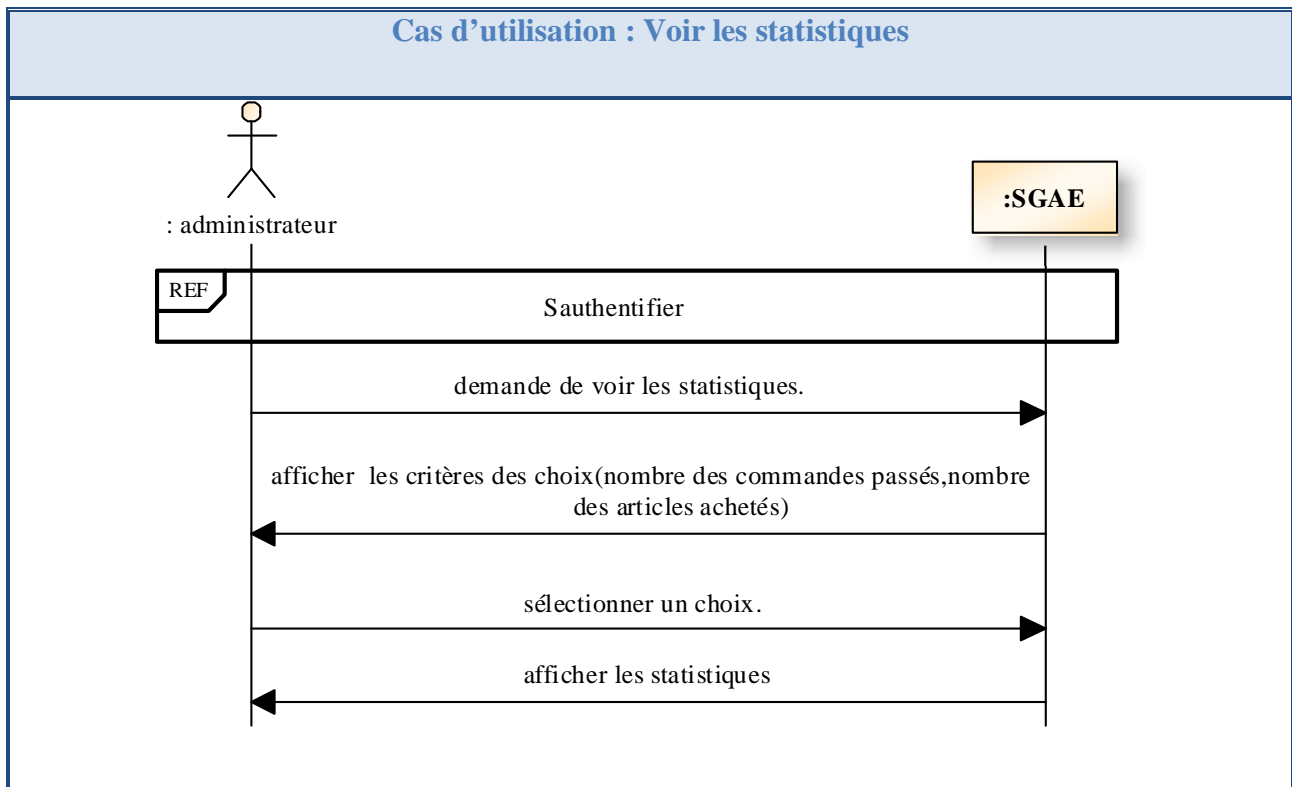 Cas d’utilisation : Voir les statistiques
: administrateur
:SGAE
REF
Sauthentifier
demande de voir les statistiques.
afficher les critères des choix(nombre des commandes passés,nombre
des articles achetés)
sélectionner un choix.
afficher les statistiques